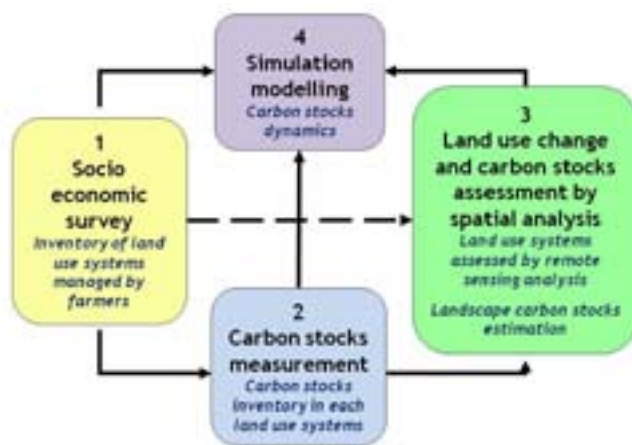 4
Simulation
modelling
Carbon stocks
dynamics
1
Socio
economic
survey
Inventory of land
use systems
managed by
farmers
3
Land use change
and carbon stocks
assessment by
spatial analysis
Land use systems
assessed by remote
sensing analysis
Landscape carbon stocks
estimation
2
Carbon stocks
measurement
Carbon stocks
inventory in each
land use systems